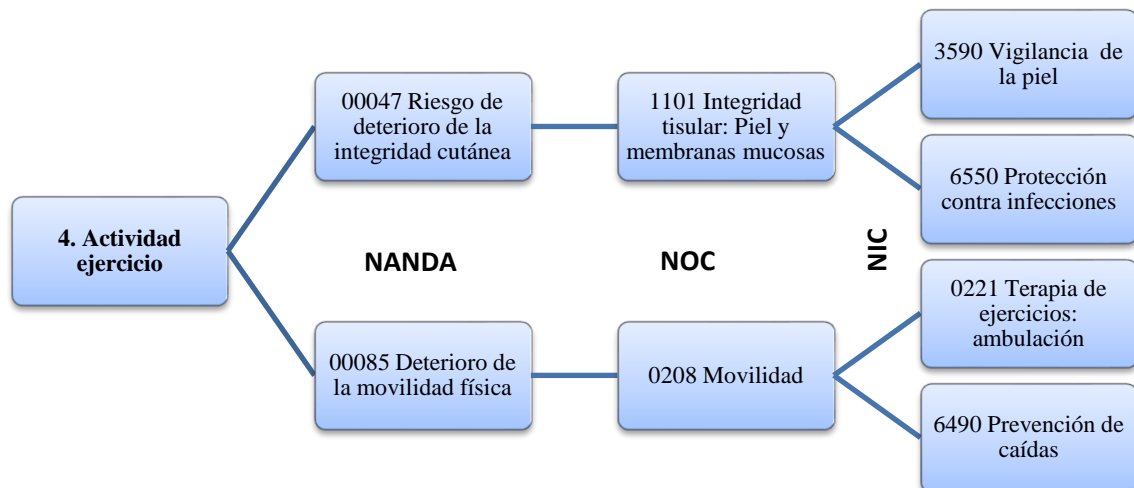 4. Actividad
ejercicio
00047 Riesgo de
deterioro de la
integridad cutánea
1101 Integridad
tisular: Piel y
membranas mucosas
3590 Vigilancia de
la piel
6550 Protección
contra infecciones
NANDA
NOC
NIC
00085 Deterioro de
la movilidad física
0208 Movilidad
0221 Terapia de
ejercicios:
ambulación
6490 Prevención de
caídas